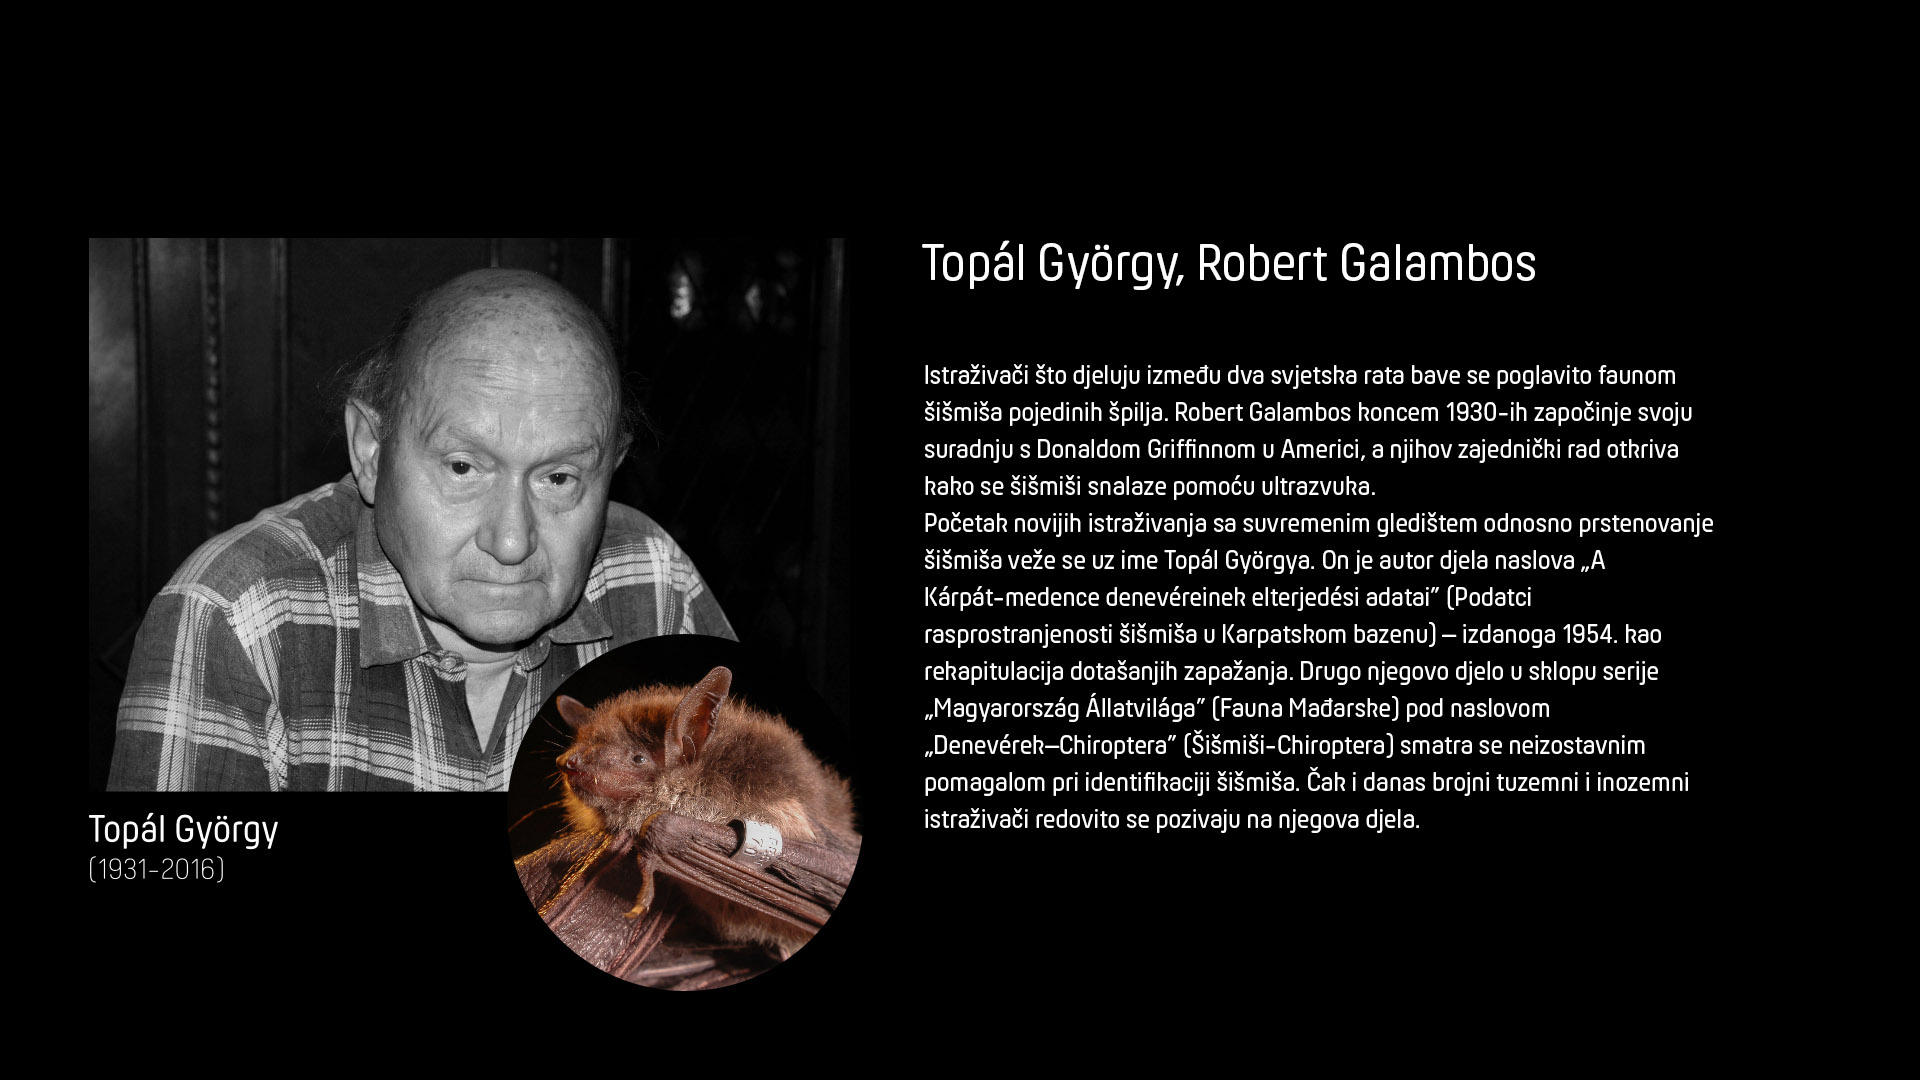 Topál György, Robert Galambos
Istraživači što djeluju između dva svjetska rata bave se poglavito faunom
šišmiša pojedinih špilja. Robert Galambos koncem 1930-ih započinje svoju
suradnju s Donaldom Griffinnom u Americi, a njihov zajednički rad otkriva
kako se šišmiši snalaze pomoću ultrazvuka.
Početak novijih istraživanja sa suvremenim gledištem odnosno prstenovanje
šišmiša veže se uz ime Topál Györgya. On je autor djela naslova „A
Kárpát-medence denevéreinek elterjedési adatai” (Podatci
rasprostranjenosti šišmiša u Karpatskom bazenu) – izdanoga 1954. kao
rekapitulacija dotašanjih zapažanja. Drugo njegovo djelo u sklopu serije
„Magyarország Állatvilága” (Fauna Mađarske) pod naslovom
„Denevérek–Chiroptera” (Šišmiši-Chiroptera) smatra se neizostavnim
pomagalom pri identifikaciji šišmiša. Čak i danas brojni tuzemni i inozemni
istraživači redovito se pozivaju na njegova djela.
Topál György
(1931-2016)